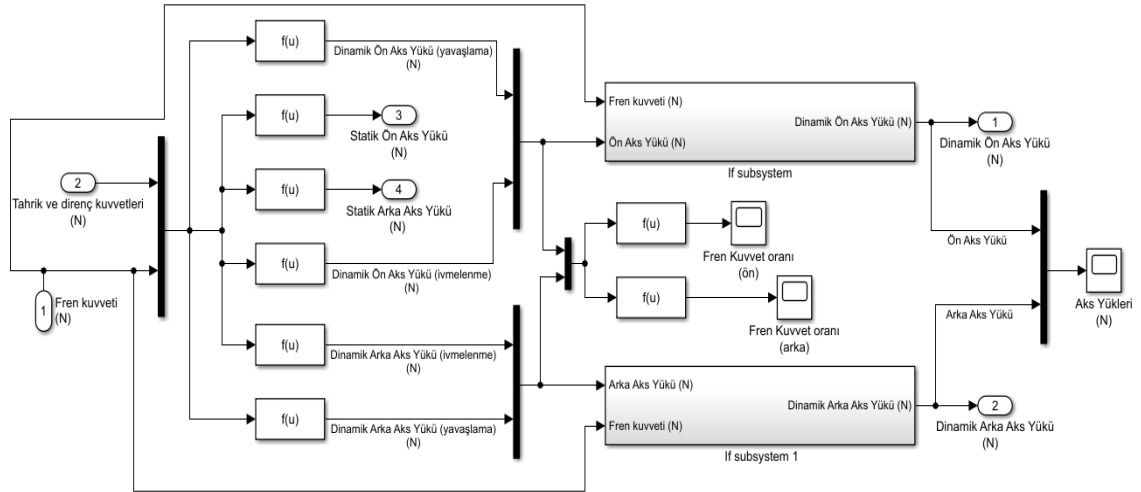 f(u)
Dinamik Ön Aks Yükü (yavaşlama)
(N)
f(u)
3
Statik Ön Aks Yükü
(N)
f(u)
4
Statik Arka Aks Yükü
(N)
f(u)
Dinamik Ön Aks Yükü (ivmelenme)
(N)
f(u)
Dinamik Arka Aks Yükü (ivmelenme)
(N)
f(u)
Dinamik Arka Aks Yükü (yavaşlama)
(N)
2
Tahrik ve direnç kuvvetleri
(N)
1
Fren kuvveti
(N)
Fren kuvveti (N)
Dinamik Ön Aks Yükü (N)
Ön Aks Yükü (N)
If subsystem
f(u)
Fren Kuvvet oranı
(ön)
f(u)
Fren Kuvvet oranı
(arka)
Arka Aks Yükü (N)
Dinamik Arka Aks Yükü (N)
Fren kuvveti (N)
If subsystem 1
1
Dinamik Ön Aks Yükü
(N)
Ön Aks Yükü
Arka Aks Yükü
Aks Yükleri
(N)
2
Dinamik Arka Aks Yükü
(N)